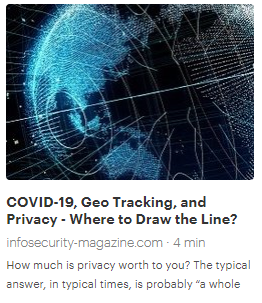 COVID-19, Geo Tracking, and
Privacy - Where to Draw the Line?
infosecurity-magazine.com · 4 min
How much is privacy worth to you? The typical
answer, in typical times, is probably “a whole